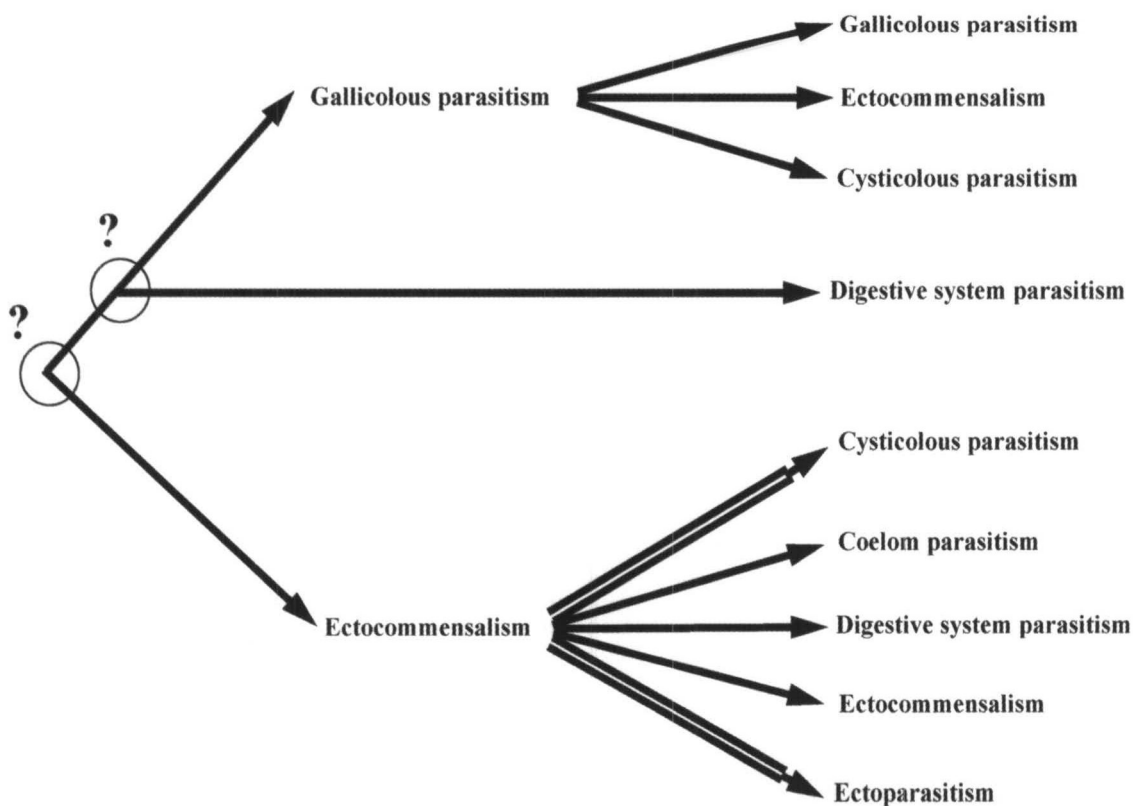 Gallicolous parasitism
Gallicolous parasitism
Ectocommensalism
Cysticolous parasitism
?
Digestive system parasitism
?
Cysticolous parasitism
Coelom parasitism
Ectocommensalism
Digestive system parasitism
Ectocommensalism
Ectoparasitism